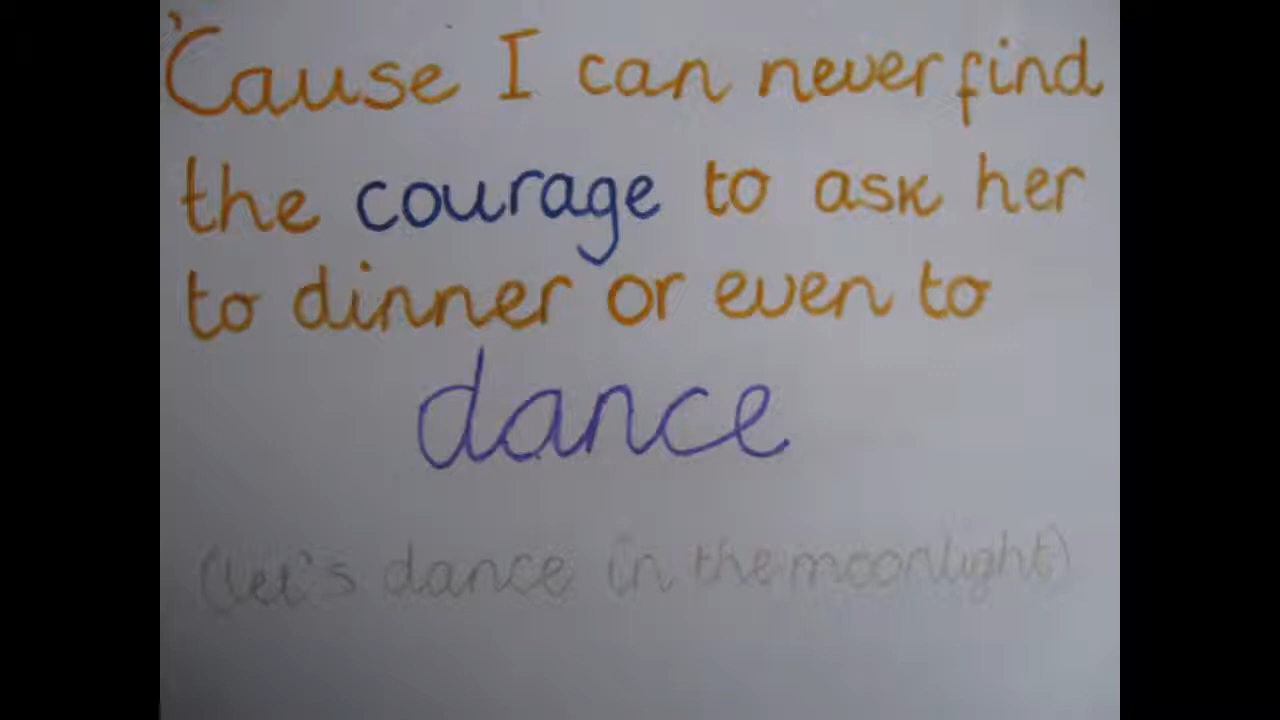 'Cause I can never find
the courage to ask her
to dinner or even to
dance
(let's dance in the moonlight)